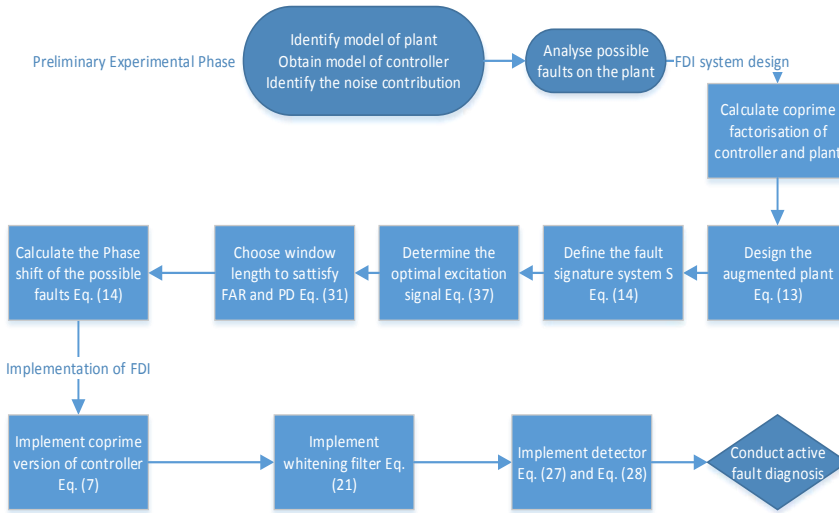 Preliminary Experimental Phase
Identify model of plant
Obtain model of controller
Identify the noise contribution
Analyse possible
faults on the plant
FDI system design
Calculate coprime
factorisation of
controller and plant
Design the
augmented plant
Eq. (13)
Define the fault
signature system S
Eq. (14)
Determine the
optimal excitation
signal Eq. (37)
Choose window
length to sattisfy
FAR and PD Eq. (31)
Calculate the Phase
shift of the possible
faults Eq. (14)
Implementation of FDI
Implement coprime
version of controller
Eq. (7)
Implement
whitening filter Eq.
(21)
Implement detector
Eq. (27) and Eq. (28)
Conduct active
fault diagnosis